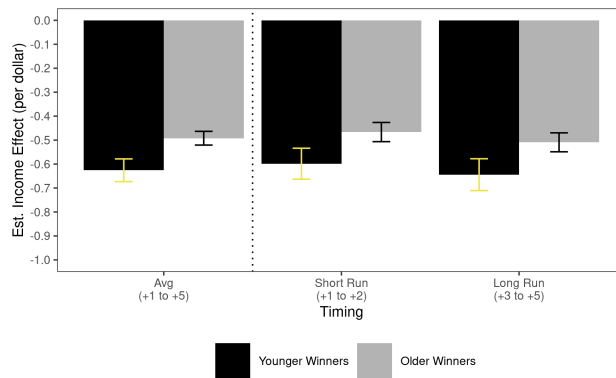 Est. Income Effect (per dollar)
0.0
-0.1
-0.2
-0.3
-0.4
-0.5
-0.6
-0.7
-0.8
-0.9
-1.0
Avg
(+1 to +5)
Short Run
(+1 to +2)
Long Run
(+3 to +5)
Timing
Younger Winners
Older Winners